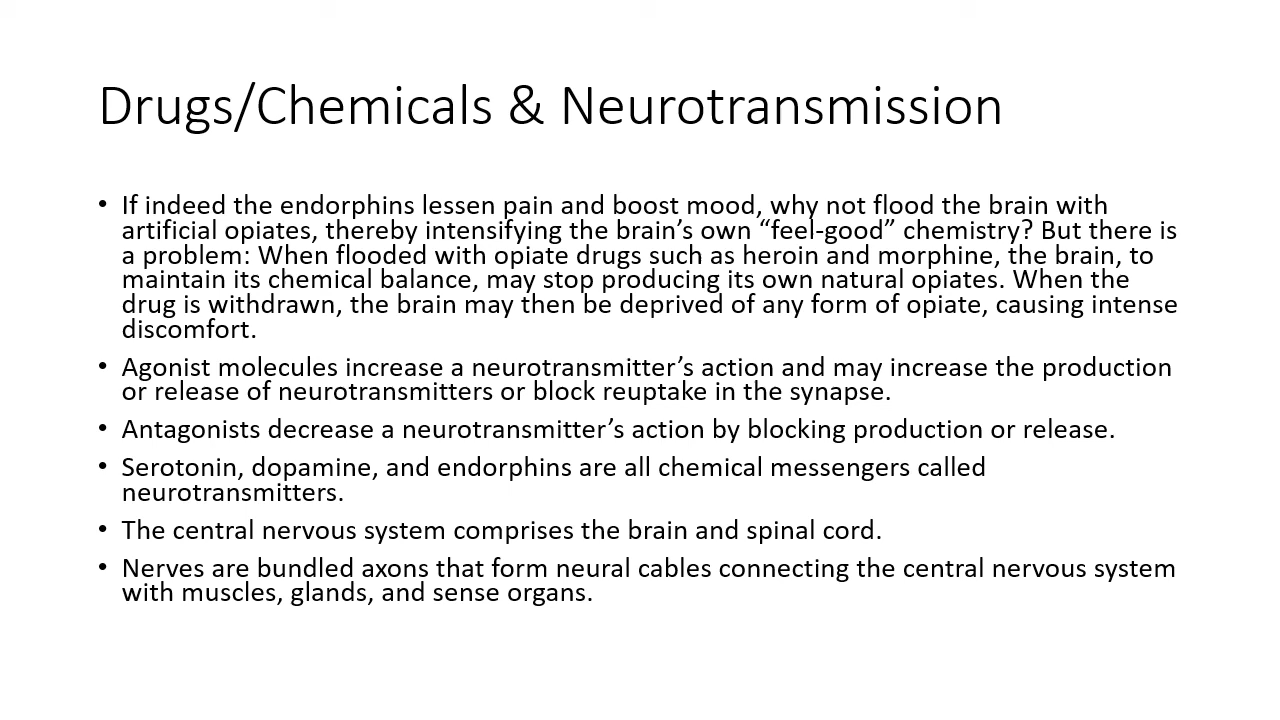 Drugs/Chemicals & Neurotransmission
• If indeed the endorphins lessen pain and boost mood, why not flood the brain with
artificial opiates, thereby intensifying the brain’s own “feel-good” chemistry? But there is
a problem: When flooded with opiate drugs such as heroin and morphine, the brain, to
maintain its chemical balance, may stop producing its own natural opiates. When the
drug is withdrawn, the brain may then be deprived of any form of opiate, causing intense
discomfort.
• Agonist molecules increase a neurotransmitter’s action and may increase the production
or release of neurotransmitters or block reuptake in the synapse.
• Antagonists decrease a neurotransmitter’s action by blocking production or release.
• Serotonin, dopamine, and endorphins are all chemical messengers called
neurotransmitters.
• The central nervous system comprises the brain and spinal cord.
• Nerves are bundled axons that form neural cables connecting the central nervous system
with muscles, glands, and sense organs.